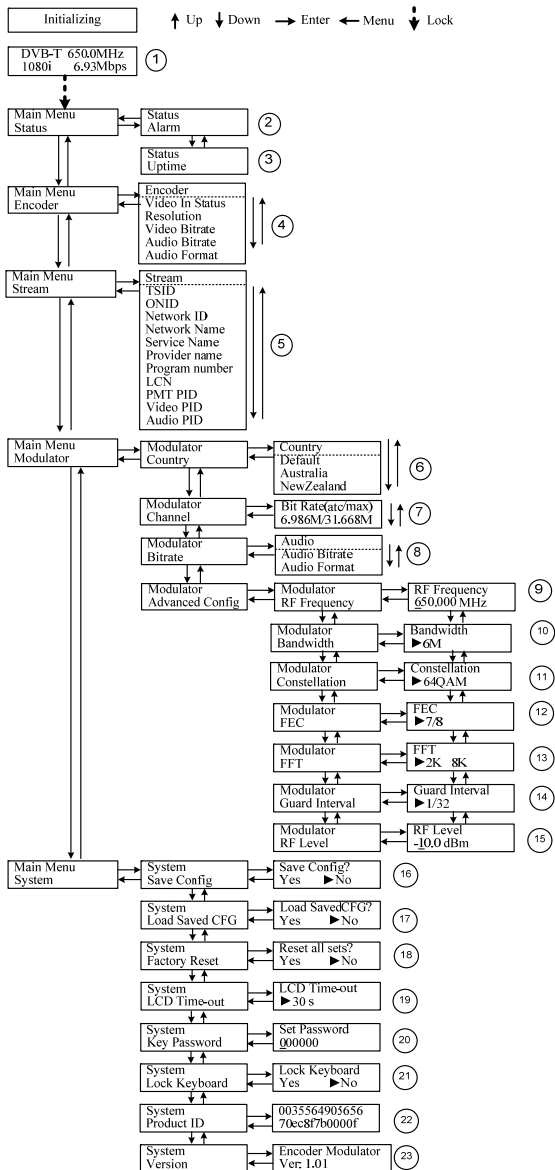 Initializing
Up Down Enter Menu Lock
DVB-T 650.0MHz
1080i 6.93Mbps
1
Main Menu
Status
Status
Alarm
2
Status
Uptime
3
Main Menu
Encoder
Encoder
Video In Status
Resolution
Video Bitrate
Audio Bitrate
Audio Format
4
Main Menu
Stream
Stream
TSID
ONID
Network ID
Network Name
Service Name
Provider name
Program number
LCN
PMT PID
Video PID
Audio PID
5
Main Menu
Modulator
Modulator
Country
Country
Default
Australia
NewZealand
6
Modulator
Channel
Bit Rate(atc/max)
6.986M/31.668M
7
Modulator
Bitrate
Audio
Audio Bitrate
Audio Format
8
Modulator
Advanced Config
Modulator
RF Frequency
RF Frequency
650.000 MHz
9
Modulator
Bandwidth
Bandwidth
▶6M
10
Modulator
Constellation
Constellation
▶64QAM
11
Modulator
FEC
FEC
▶7/8
12
Modulator
FFT
FFT
▶2K 8K
13
Modulator
Guard Interval
Guard Interval
▶1/32
14
Modulator
RF Level
RF Level
-10.0 dBm
15
Main Menu
System
System
Save Config
Save Config?
Yes ▶No
16
System
Load Saved CFG
Load SavedCFG?
Yes ▶No
17
System
Factory Reset
Reset all sets?
Yes ▶No
18
System
LCD Time-out
LCD Time-out
▶30 s
19
System
Key Password
Set Password
000000
20
System
Lock Keyboard
Lock Keyboard
Yes ▶No
21
System
Product ID
0035564905656
70ec8f7b0000f
22
System
Version
Encoder Modulator
Ver: 1.01
23